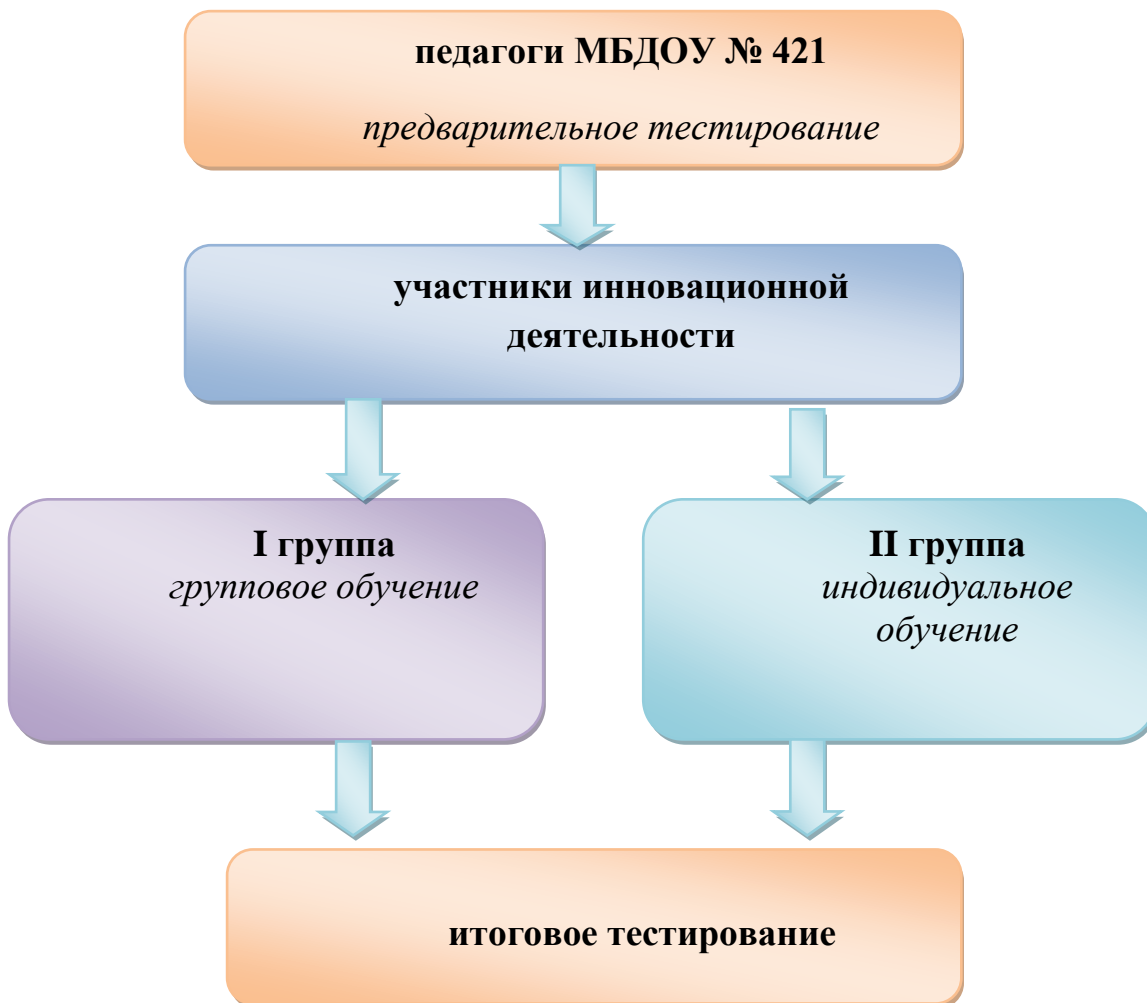 педагоги МБДОУ № 421
предварительное тестирование
участники инновационной
деятельности
I группа
групповое обучение
II группа
индивидуальное
обучение
итоговое тестирование